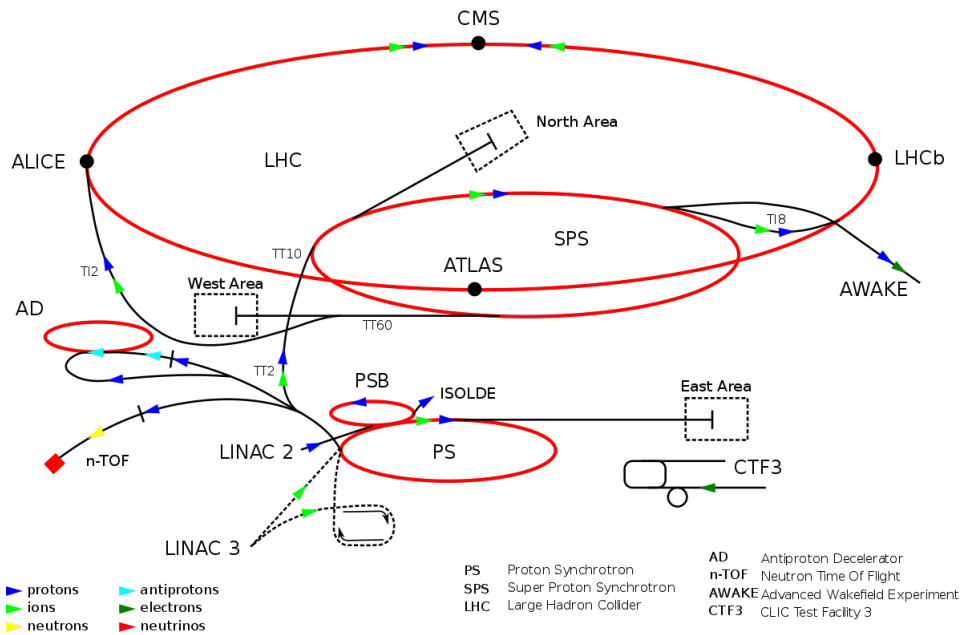 CMS
North Area
ALICE
LHC
LHCb
TI8
SPS
TT10
ATLAS
TI2
West Area
AWAKE
AD
TT60
TT2
PSB
ISOLDE
East Area
LINAC 2
PS
n-TOF
CTF3
LINAC 3
protons
ions
neutrons
antiprotons
electrons
neutrinos
PS Proton Synchrotron
SPS Super Proton Synchrotron
LHC Large Hadron Collider
AD Antiproton Decelerator
n-TOF Neutron Time Of Flight
AWAKE Advanced Wakefield Experiment
CTF3 CLIC Test Facility 3